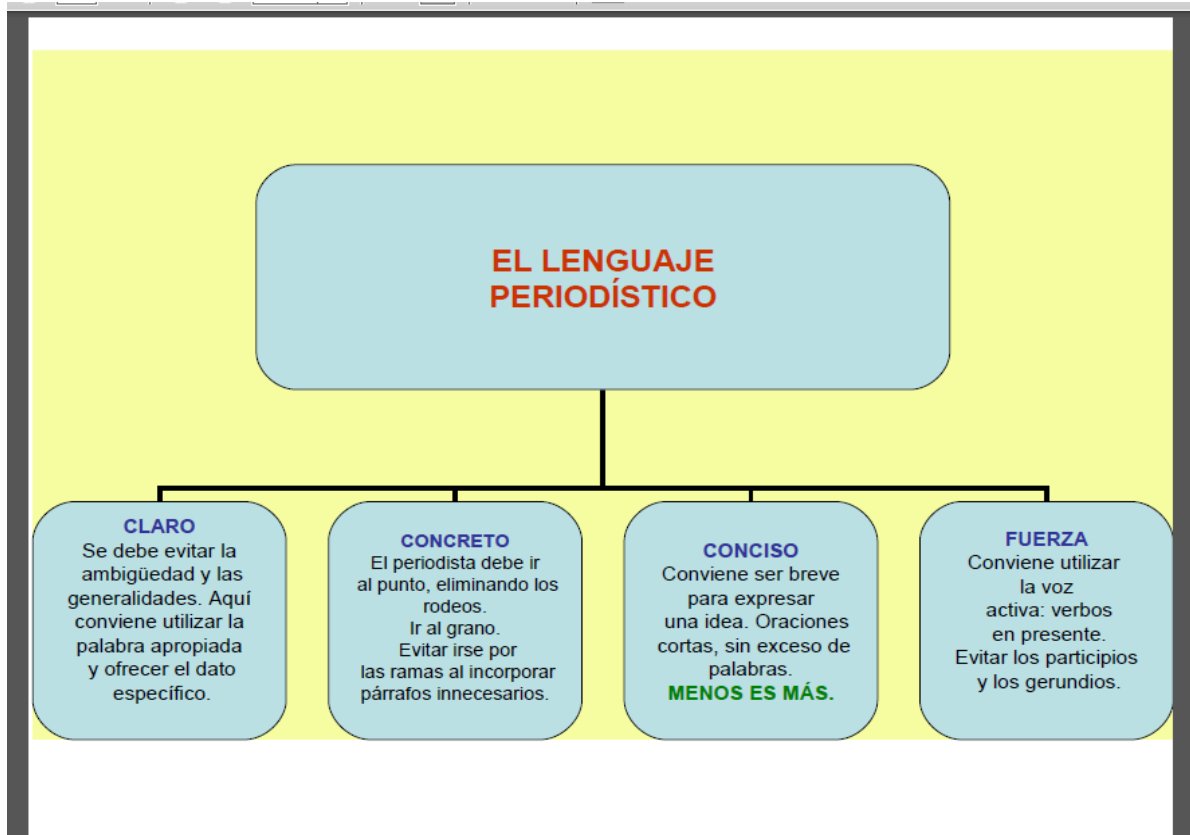 EL LENGUAJE
PERIODÍSTICO
CLARO
Se debe evitar la
ambigüedad y las
generalidades. Aquí
conviene utilizar la
palabra apropiada
y ofrecer el dato
específico.
CONCRETO
El periodista debe ir
al punto, eliminando los
rodeos.
Ir al grano.
Evitar irse por
las ramas al incorporar
párrafos innecesarios.
CONCISO
Conviene ser breve
para expresar
una idea. Oraciones
cortas, sin exceso de
palabras.
MENOS ES MÁS.
FUERZA
Conviene utilizar
la voz
activa: verbos
en presente.
Evitar los participios
y los gerundios.